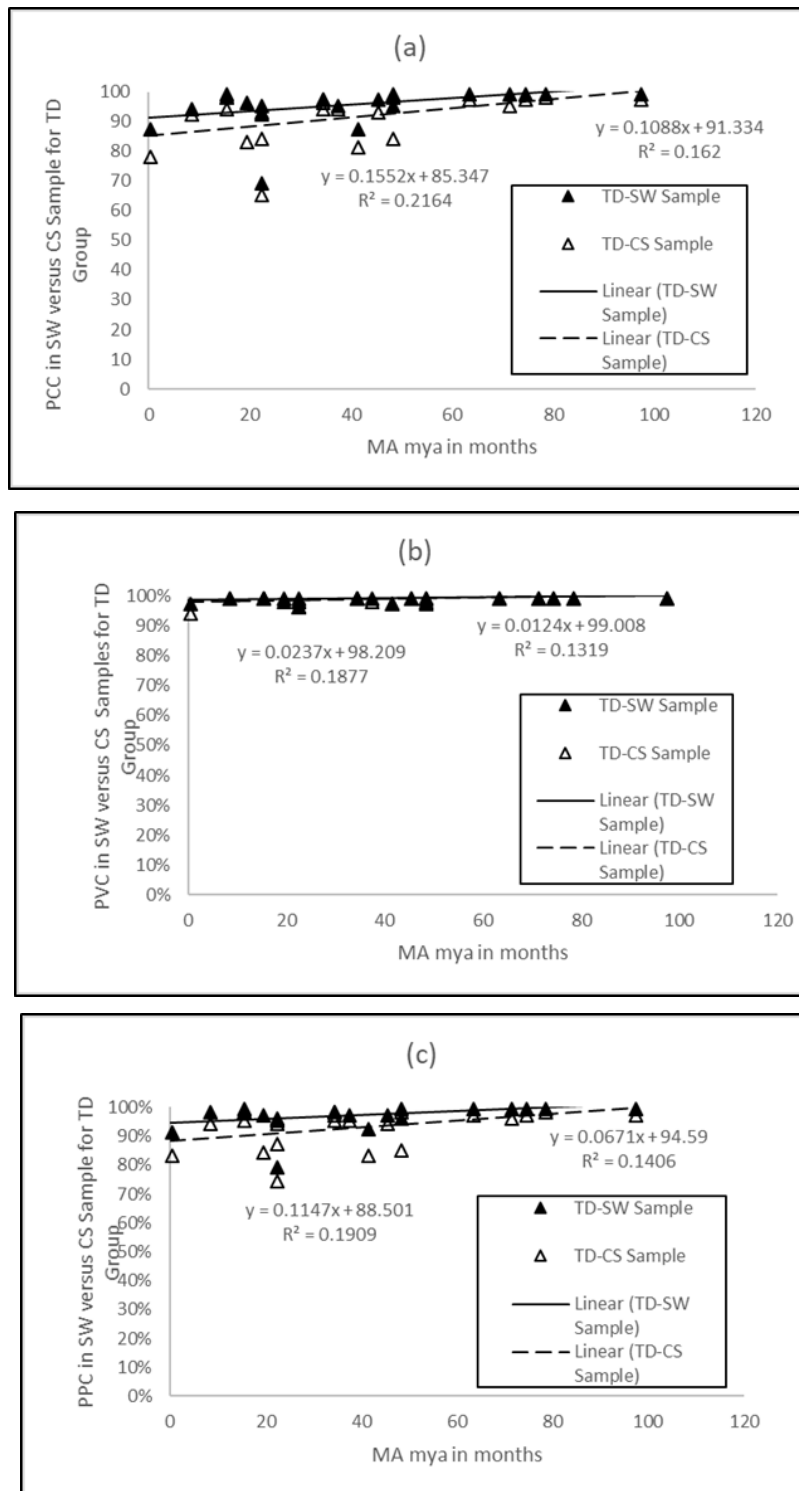 (a)
PCC in SW versus CS Sample for TD
Group
100
90
80
70
60
50
40
30
20
10
0
y = 0.1088x + 91.334
R² = 0.162
y = 0.1552x + 85.347
R² = 0.2164
TD-SW Sample
TD-CS Sample
Linear (TD-SW
Sample)
Linear (TD-CS
Sample)
0 20 40 60 80 100 120
MA mya in months
(b)
PVC in SW versus CS Samples for TD
Group
100%
90%
80%
70%
60%
50%
40%
30%
20%
10%
0%
y = 0.0237x + 98.209
R² = 0.1877
y = 0.0124x + 99.008
R² = 0.1319
TD-SW Sample
TD-CS Sample
Linear (TD-SW
Sample)
Linear (TD-CS
Sample)
0 20 40 60 80 100 120
MA mya in months
(c)
PPC in SW versus CS Sample for TD
Group
100%
90%
80%
70%
60%
50%
40%
30%
20%
10%
0%
y = 0.0671x + 94.59
R² = 0.1406
y = 0.1147x + 88.501
R² = 0.1909
TD-SW Sample
TD-CS Sample
Linear (TD-SW
Sample)
Linear (TD-CS
Sample)
0 20 40 60 80 100 120
MA mya in months